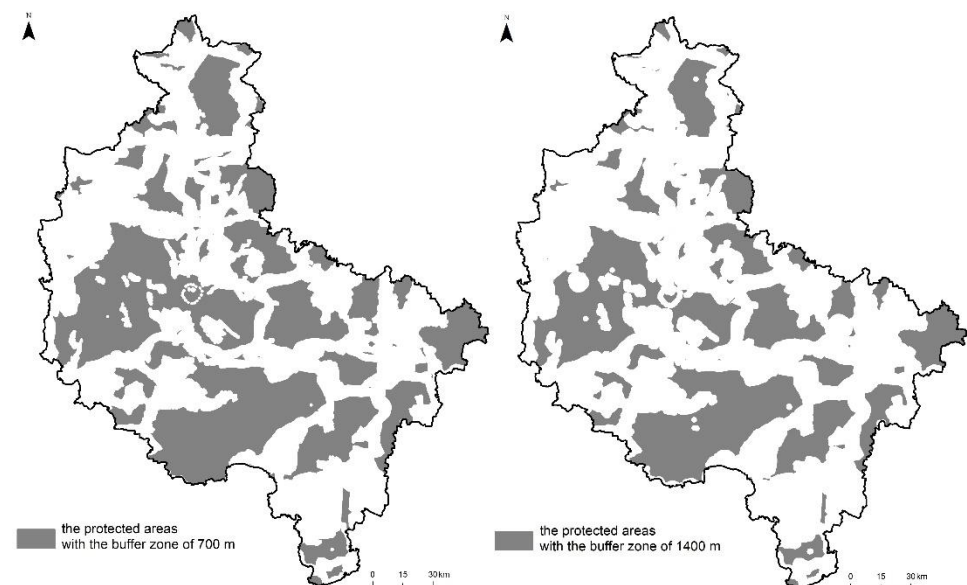 N
N
the protected areas
with the buffer zone of 700 m
0 15 30 km
the protected areas
with the buffer zone of 1400 m
0 15 30 km